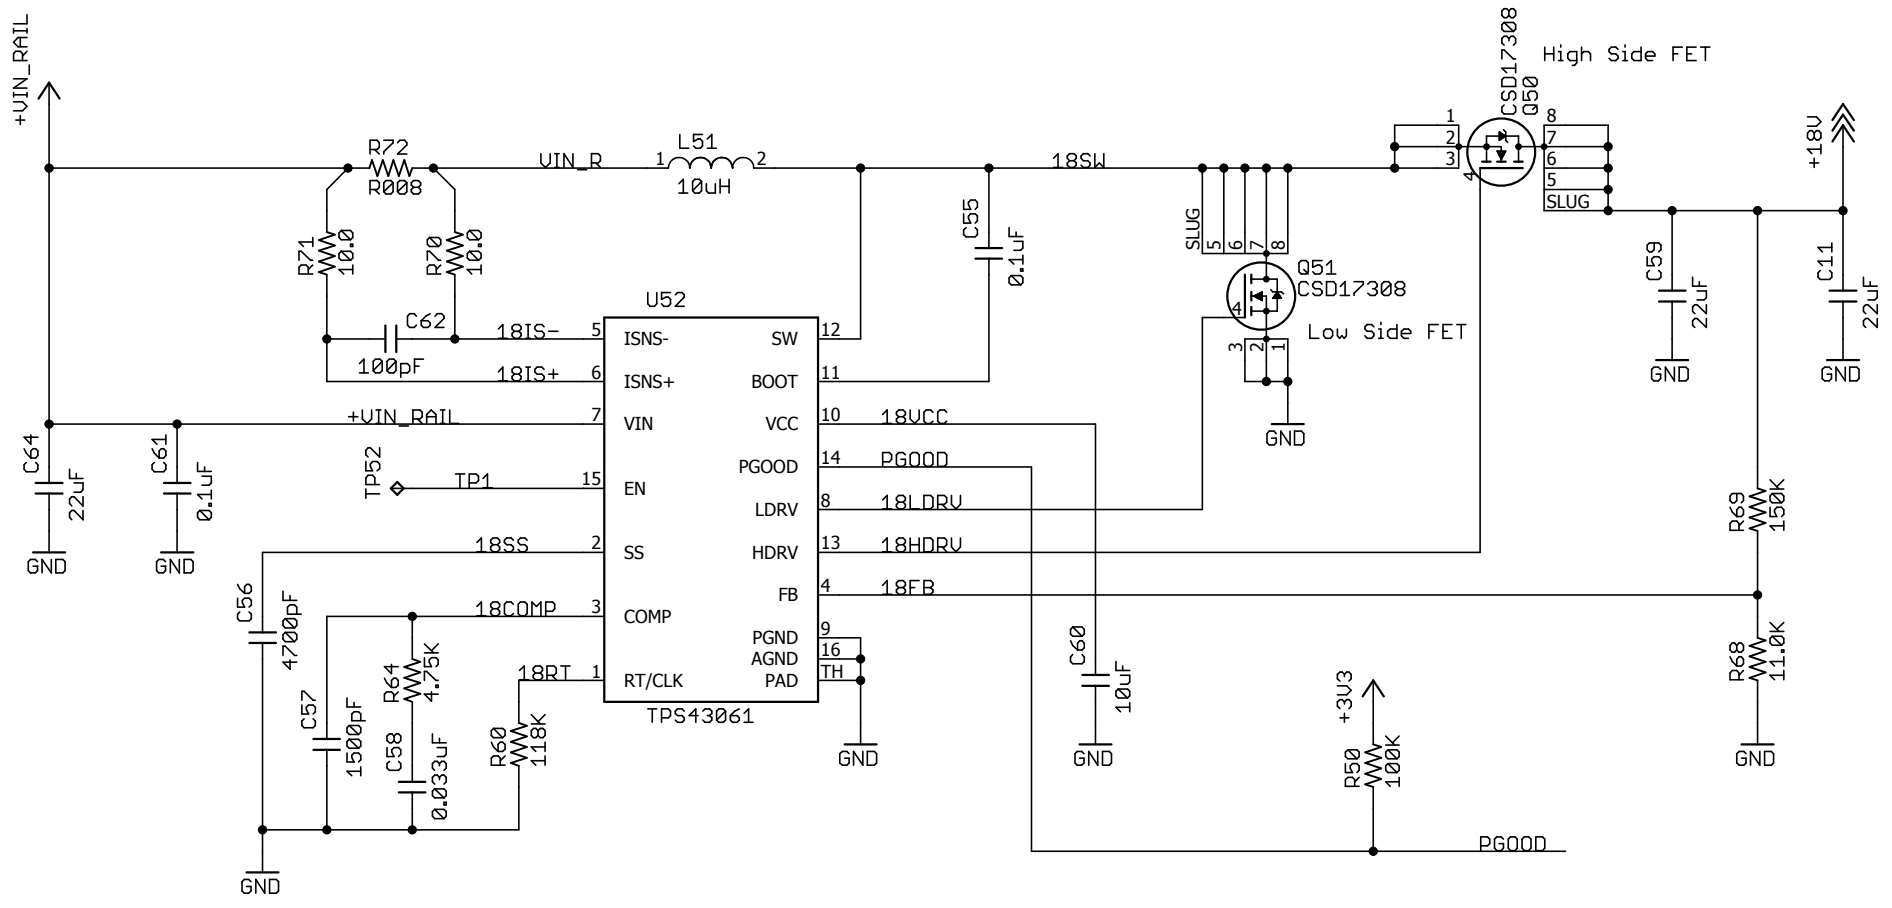 +VIN_RAIL
CSD17308
Q50
High Side FET
+18V
R72
R008
VIN_R
L51
1 2
10uH
18SW
1
2
3
4
8
7
6
5
SLUG
R71
10.0
R70
10.0
C55
0.1uF
SLUG
5
6
7
8
Q51
CSD17308
4
Low Side FET
3
2
1
GND
C59
22uF
GND
C11
22uF
GND
U52
C62
100pF
18IS- 5 ISNS-
18IS+ 6 ISNS+
+VIN_RAIL 7 VIN
TP52
TP1 15 EN
18SS 2 SS
18COMP 3 COMP
18RT 1 RT/CLK
SW 12
BOOT 11
VCC 10 18VCC
PGOOD 14 PGOOD
LDRV 8 18LDRV
HDRV 13 18HDRV
FB 4 18FB
PGND 9
AGND 16
PAD TH
TPS43061
GND
C64
22uF
GND
C61
0.1uF
GND
C56
4700pF
C57
1500pF
R64
4.75K
C58
0.033uF
R60
118K
GND
C60
10uF
GND
R69
150K
R68
11.0K
GND
+3V3
R50
100K
PGOOD